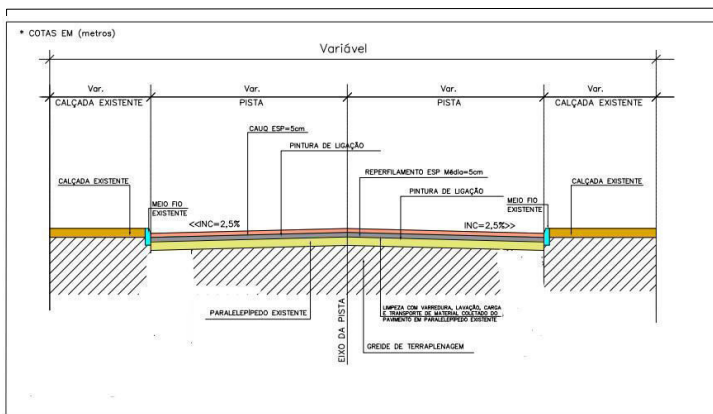 * COTAS EM (metros)
Variável
Var.
Var.
Var.
Var.
CALÇADA EXISTENTE
PISTA
PISTA
CALÇADA EXISTENTE
CAUQ ESP=5cm
PINTURA DE LIGAÇÃO
REPERFILAMENTO ESP Médio=5cm
CALÇADA EXISTENTE
CALÇADA EXISTENTE
PINTURA DE LIGAÇÃO
MEIO FIO
EXISTENTE
MEIO FIO
EXISTENTE
<<INC=2,5%
INC=2,5%>>
PARALELEPÍPEDO EXISTENTE
LIMPEZA COM VARREDURA, LAVAÇÃO, CARGA
E TRANSPORTE DE MATERIAL COLETADO DO
PAVIMENTO EM PARALELEPÍPEDO EXISTENTE
EIXO DA PISTA
GREIDE DE TERRAPLENAGEM